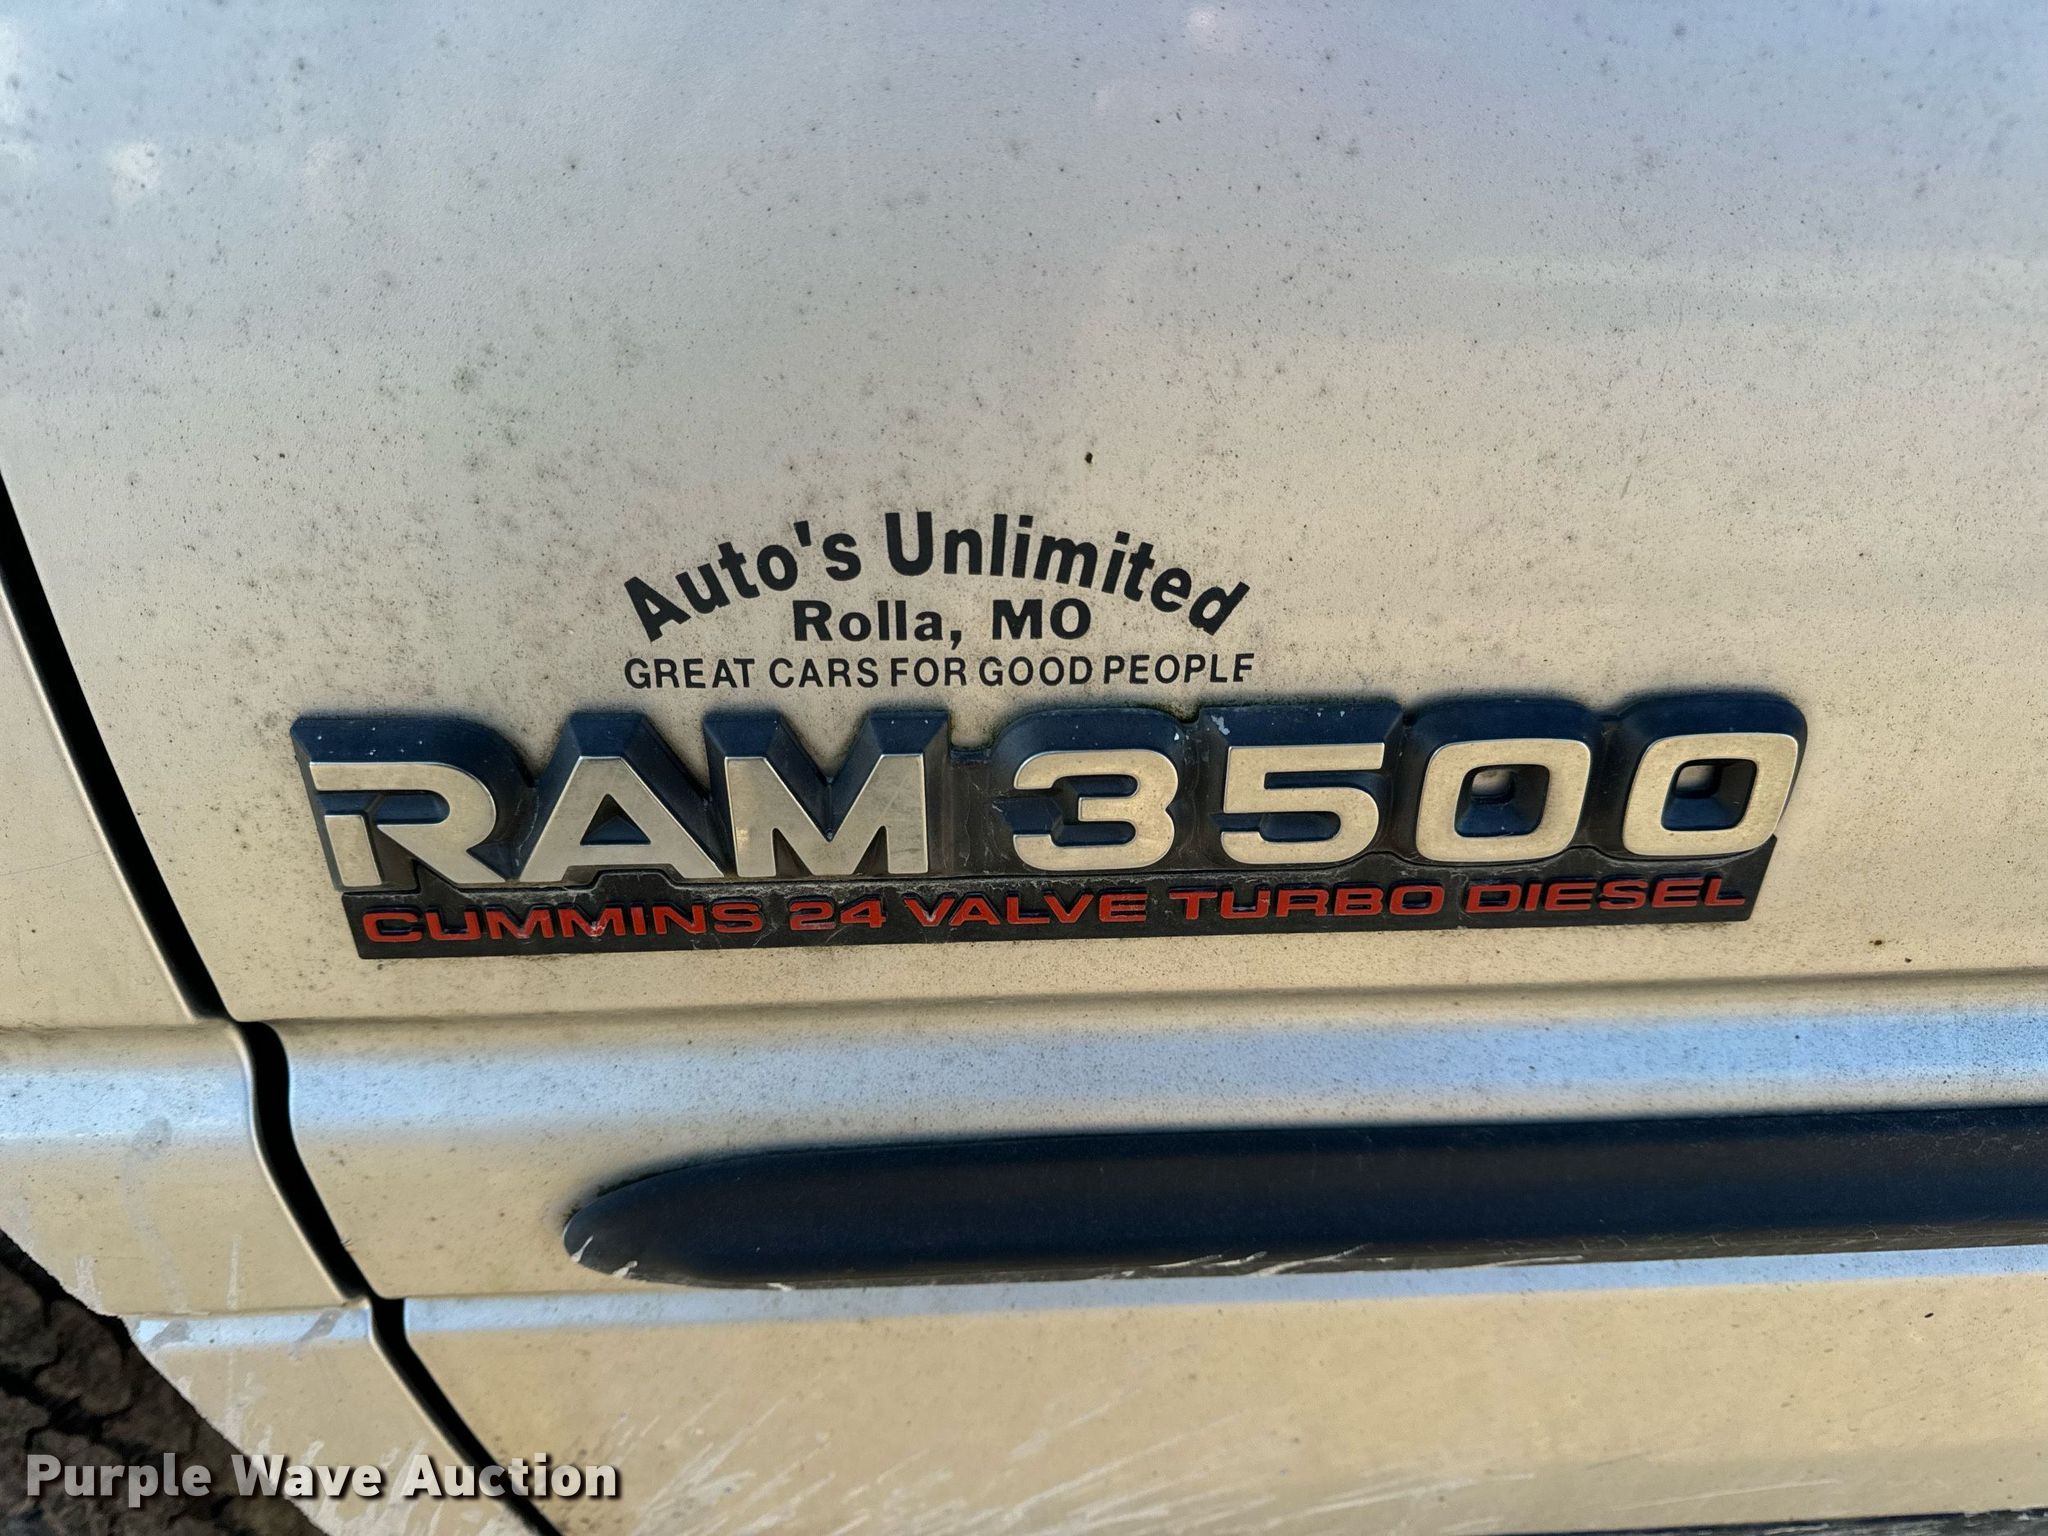 Auto's Unlimited
Rolla, MO
GREAT CARS FOR GOOD PEOPLE
RAM 3500
CUMMINS 24 VALVE TURBO DIESEL
Purple Wave Auction